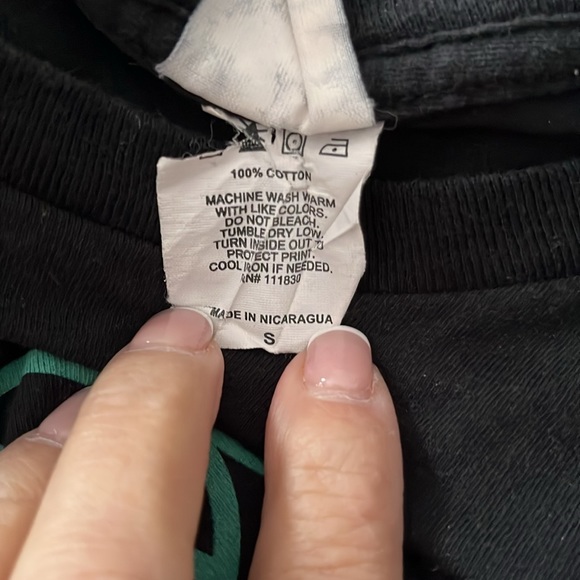 100% COTTON
MACHINE WASH WARM
WITH LIKE COLORS.
DO NOT BLEACH.
TUMBLE DRY LOW.
TURN INSIDE OUT TO
PROTECT PRINT.
COOL IRON IF NEEDED.
RN# 111830
MADE IN NICARAGUA
S